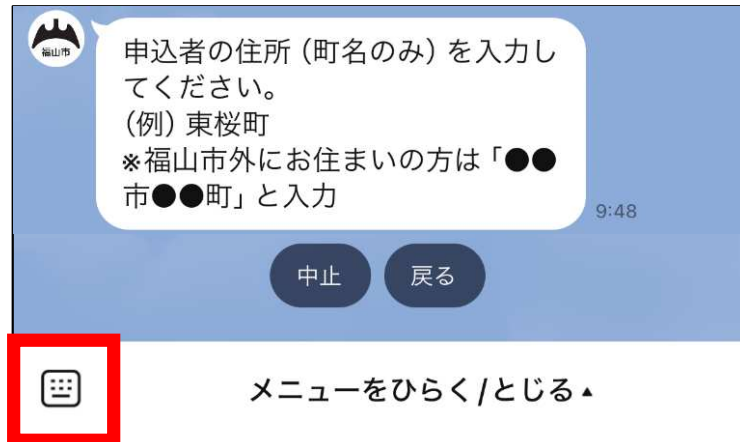 福山市
申込者の住所（町名のみ）を入力し
てください。
（例）東桜町
※福山市外にお住まいの方は「●●
市●●町」と入力
9:48
中止
戻る
メニューをひらく/とじる▲